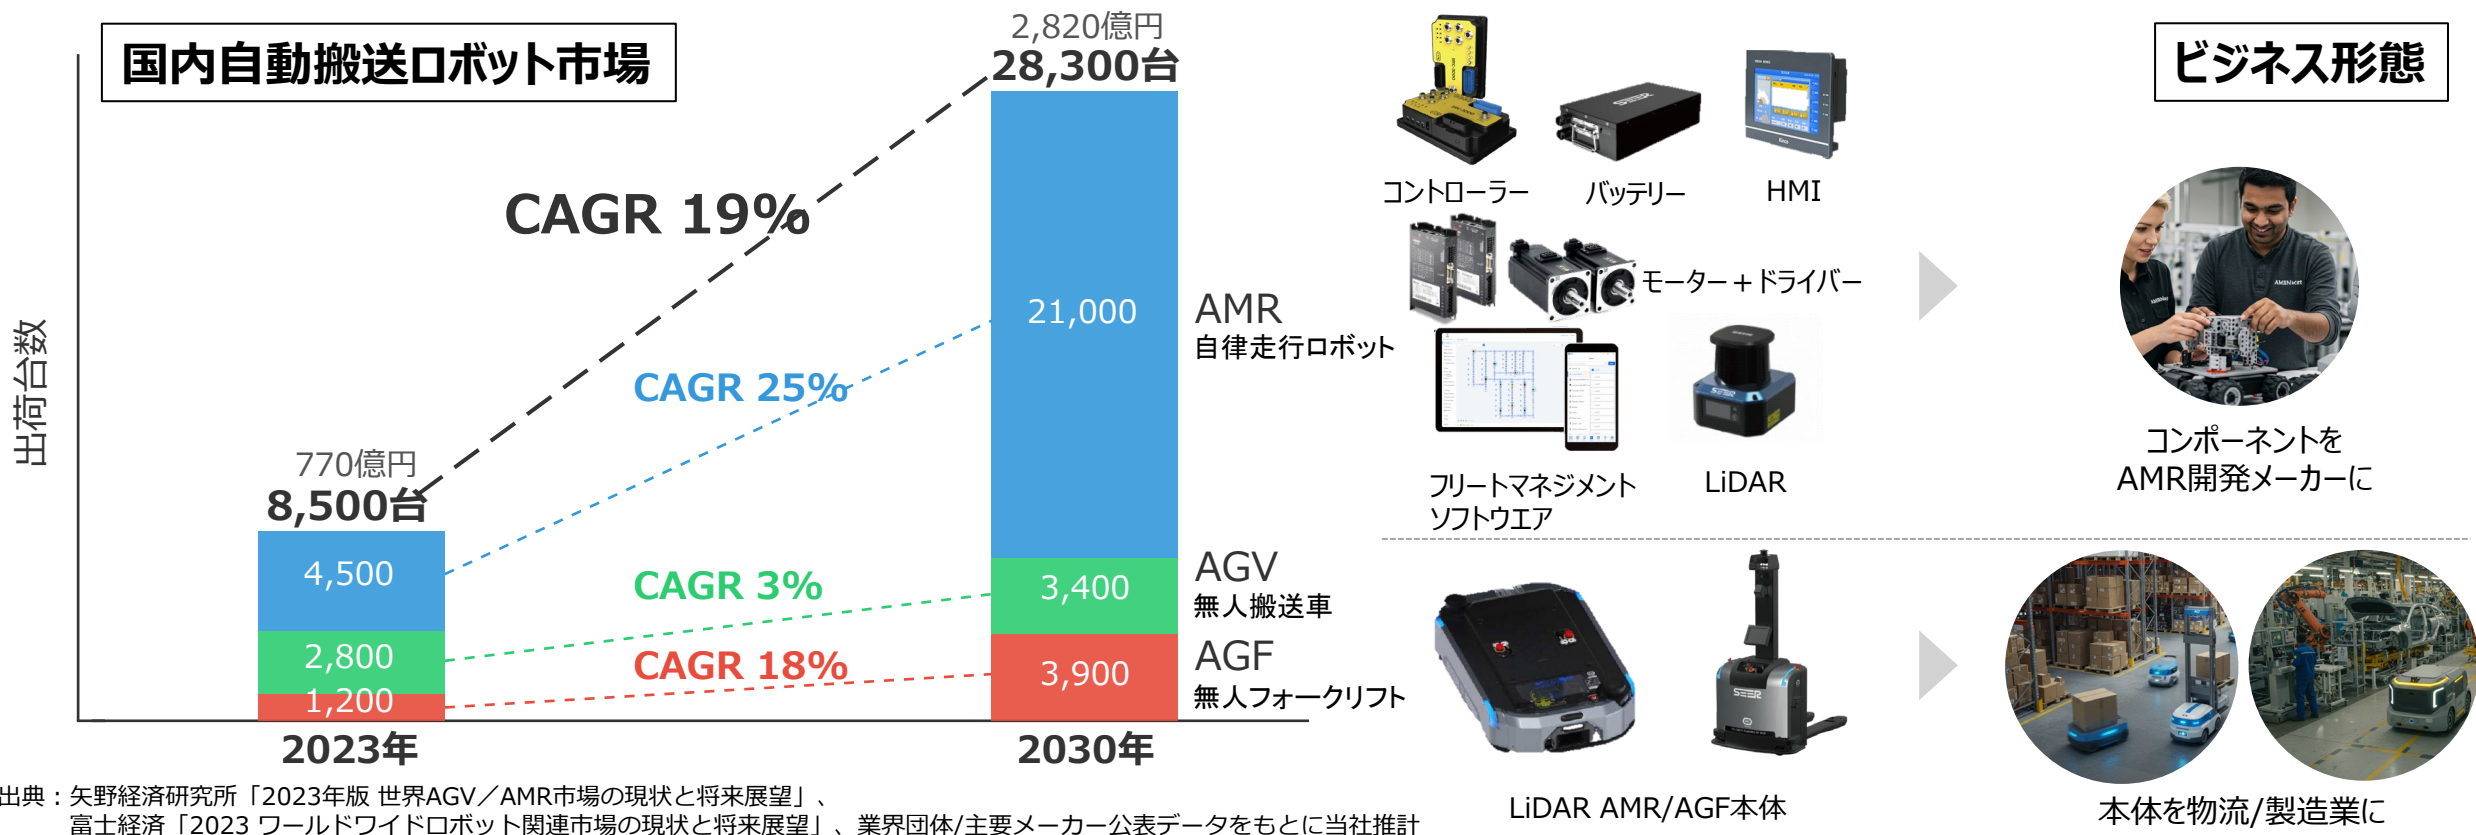 国内自動搬送ロボット市場
2,820億円
28,300台
CAGR 19%
出荷台数
21,000
AMR
自律走行ロボット
CAGR 25%
770億円
8,500台
4,500
CAGR 3%
3,400
AGV
無人搬送車
2,800
CAGR 18%
3,900
AGF
無人フォークリフト
1,200
2023年
2030年
出典：矢野経済研究所「2023年版 世界AGV／AMR市場の現状と将来展望」、
富士経済「2023 ワールドワイドロボット関連市場の現状と将来展望」、業界団体/主要メーカー公表データをもとに当社推計
ビジネス形態
コントローラー
バッテリー
HMI
モーター＋ドライバー
フリートマネジメント
ソフトウエア
LiDAR
コンポーネントを
AMR開発メーカーに
SEER
SEER
SEER
LiDAR AMR/AGF本体
本体を物流/製造業に